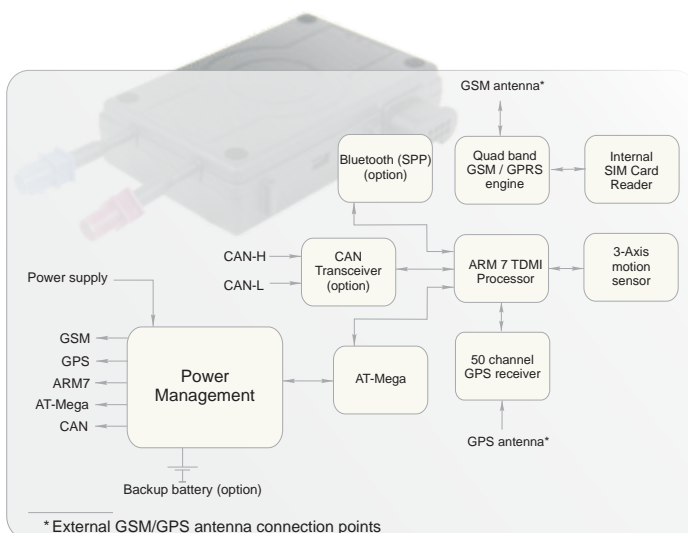 GSM antenna*
Bluetooth (SPP)
(option)
Quad band
GSM / GPRS
engine
Internal
SIM Card
Reader
CAN-H
CAN-L
CAN
Transceiver
(option)
ARM 7 TDMI
Processor
3-Axis
motion
sensor
Power supply
GSM
GPS
ARM7
AT-Mega
CAN
Power
Management
AT-Mega
50 channel
GPS receiver
GPS antenna*
Backup battery (option)
* External GSM/GPS antenna connection points